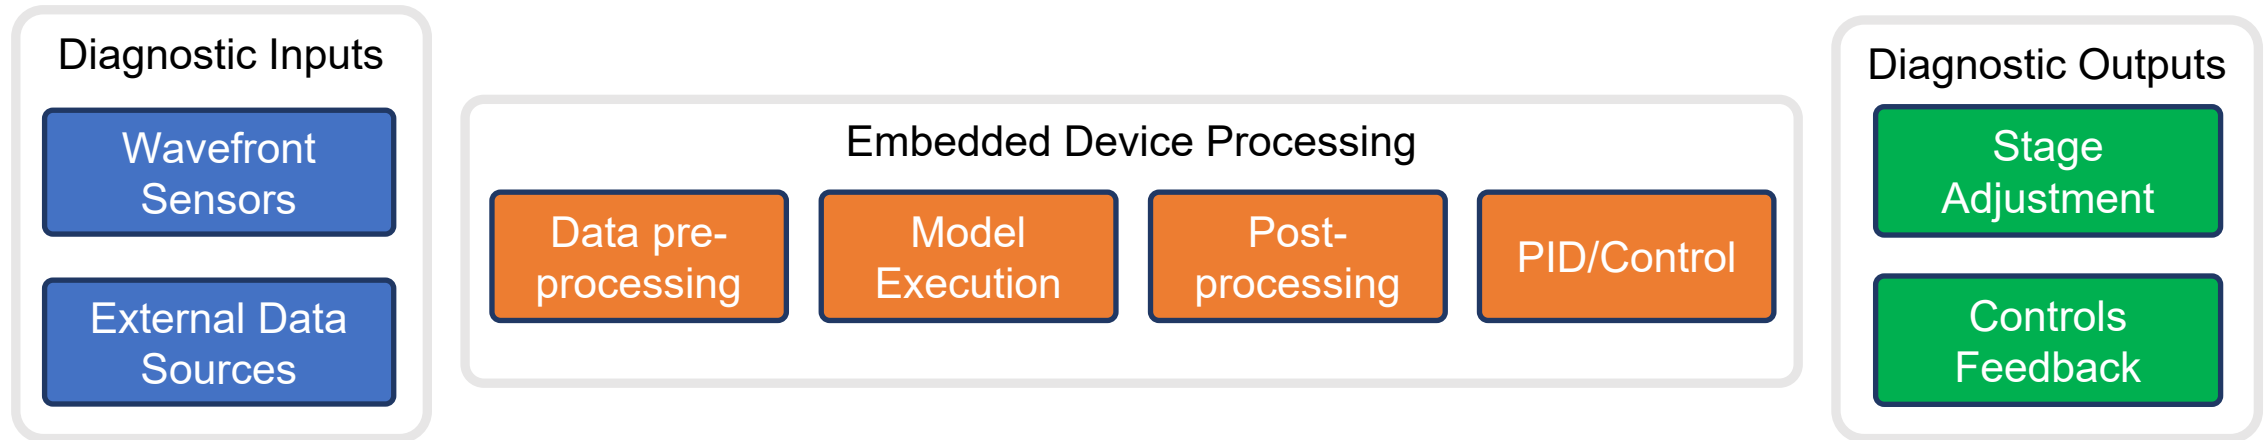 Diagnostic Inputs
Wavefront
Sensors
External Data
Sources
Embedded Device Processing
Data pre-
processing
Model
Execution
Post-
processing
PID/Control
Diagnostic Outputs
Stage
Adjustment
Controls
Feedback